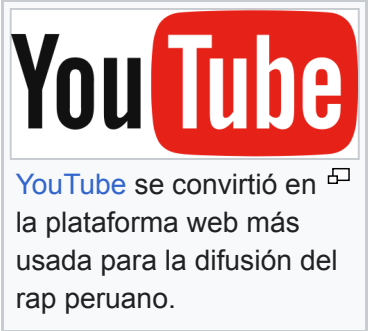 YouTube
YouTube se convirtió en
la plataforma web más
usada para la difusión del
rap peruano.